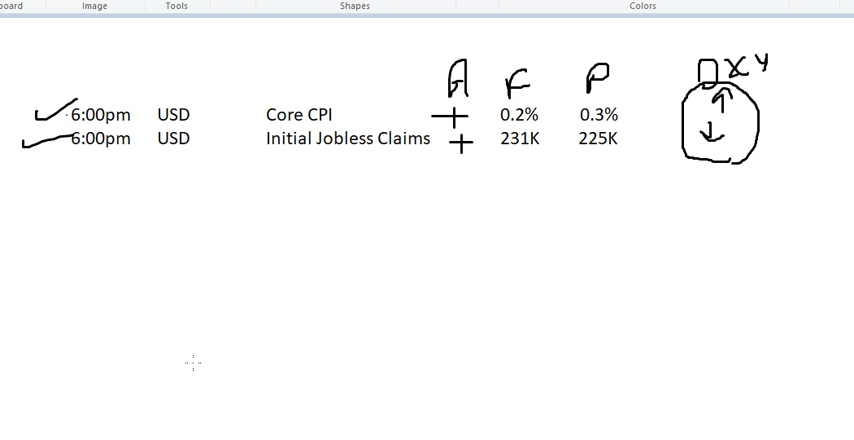 board Image Tools Shapes Colors
A F P DXY
6:00pm USD Core CPI + 0.2% 0.3% ↑
6:00pm USD Initial Jobless Claims + 231K 225K ↓